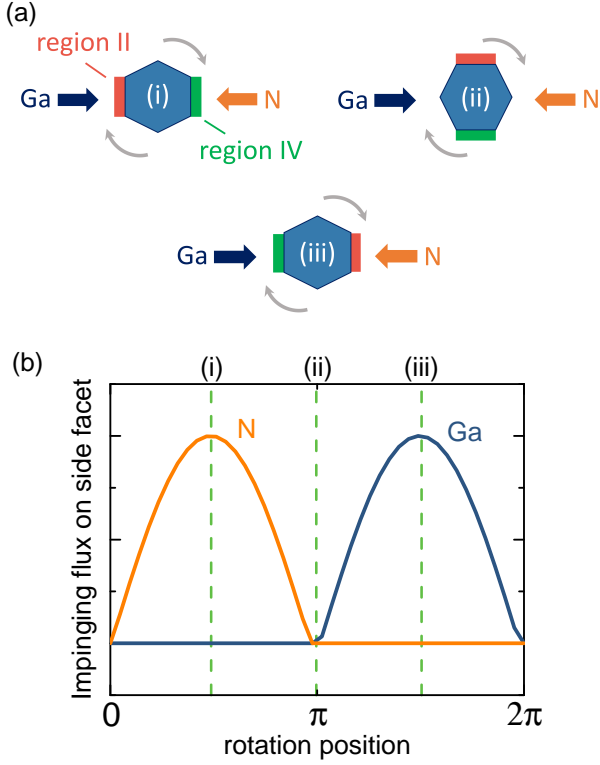 (a)
region II
(i)
Ga
N
region IV
(ii)
Ga
N
(iii)
Ga
N
(b)
(i)
(ii)
(iii)
N
Ga
Impinging flux on side facet
0
π
2π
rotation position